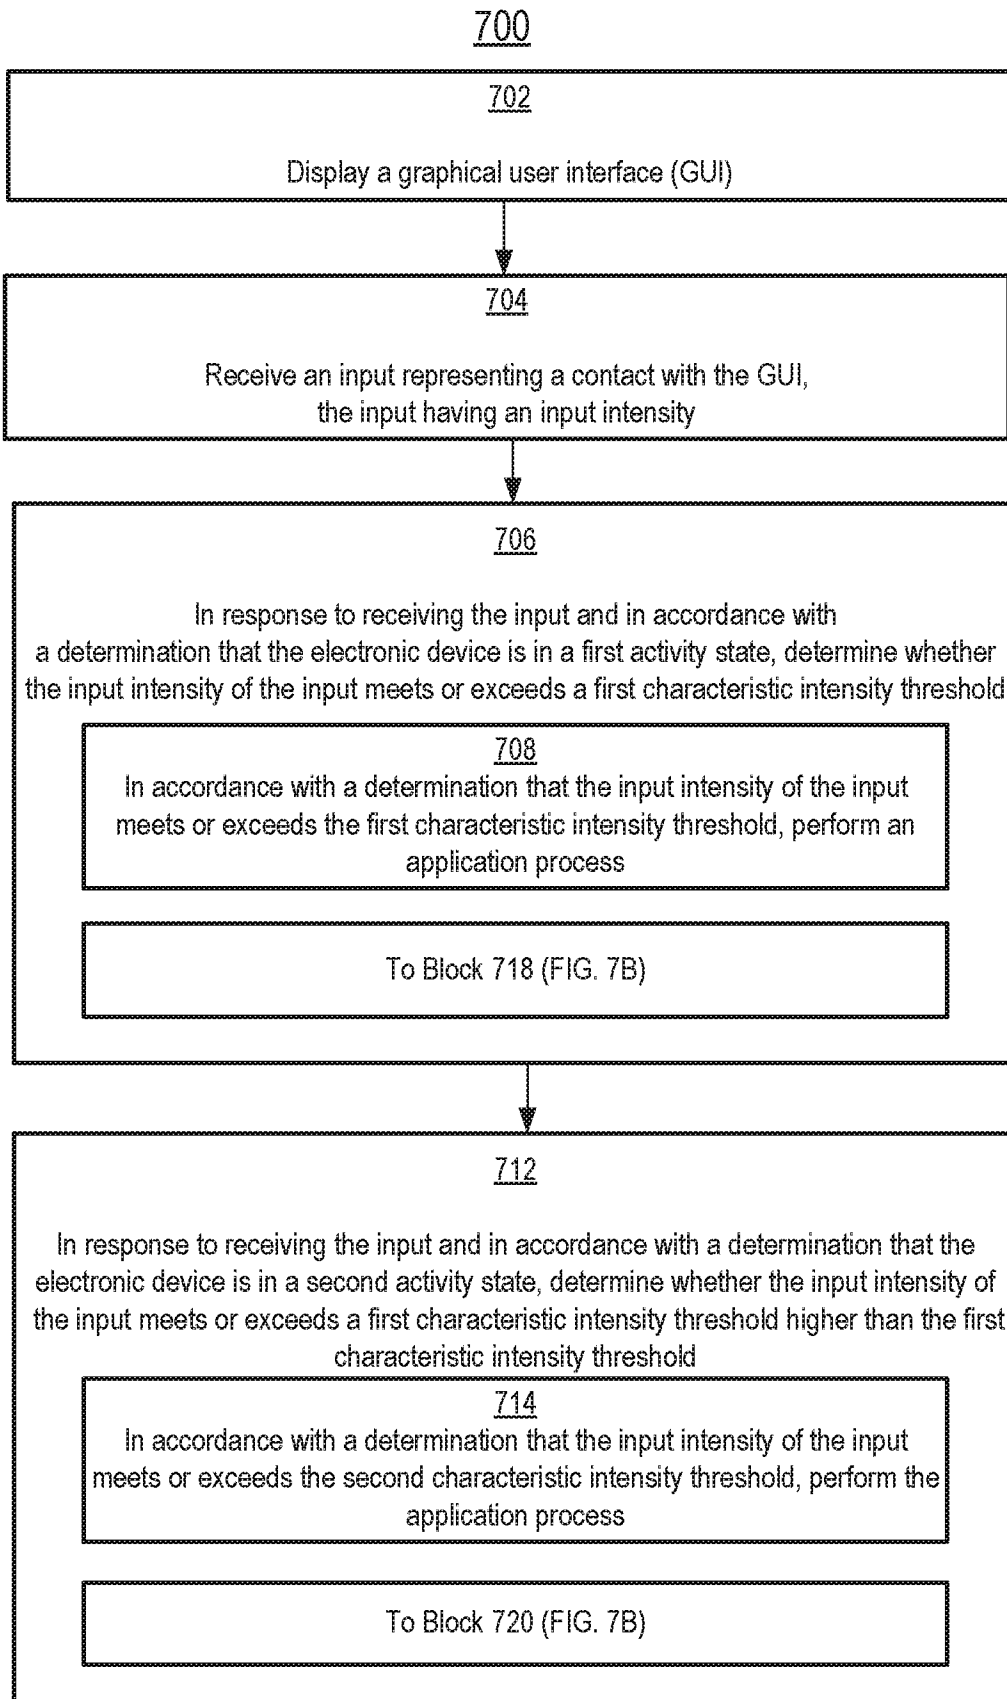 700
702
Display a graphical user interface (GUI)
704
Receive an input representing a contact with the GUI,
the input having an input intensity
706
In response to receiving the input and in accordance with
a determination that the electronic device is in a first activity state, determine whether
the input intensity of the input meets or exceeds a first characteristic intensity threshold
708
In accordance with a determination that the input intensity of the input
meets or exceeds the first characteristic intensity threshold, perform an
application process
To Block 718 (FIG. 7B)
712
In response to receiving the input and in accordance with a determination that the
electronic device is in a second activity state, determine whether the input intensity of
the input meets or exceeds a first characteristic intensity threshold higher than the first
characteristic intensity threshold
714
In accordance with a determination that the input intensity of the input
meets or exceeds the second characteristic intensity threshold, perform the
application process
To Block 720 (FIG. 7B)